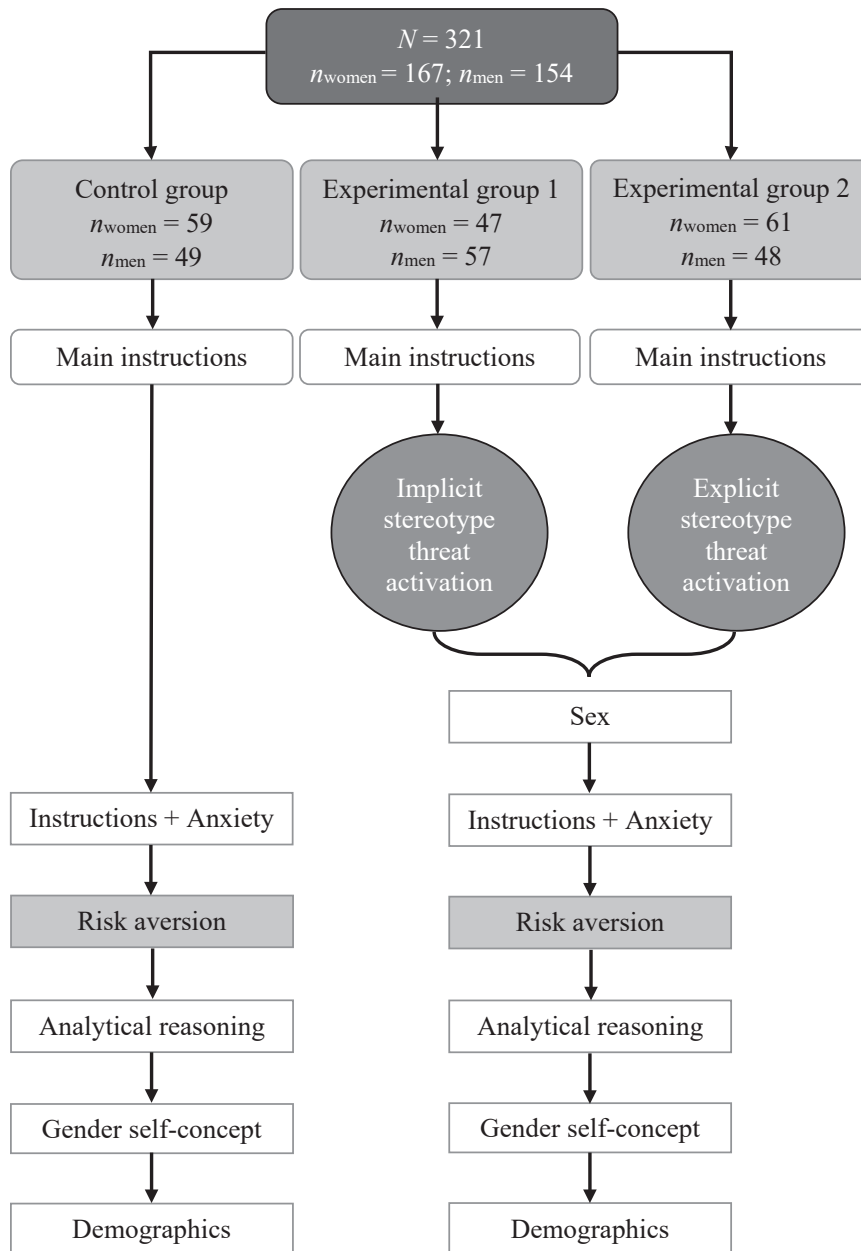 N = 321
nwomen = 167; nmen = 154
Control group
nwomen = 59
nmen = 49
Experimental group 1
nwomen = 47
nmen = 57
Experimental group 2
nwomen = 61
nmen = 48
Main instructions
Main instructions
Main instructions
Implicit
stereotype
threat
activation
Explicit
stereotype
threat
activation
Sex
Instructions + Anxiety
Instructions + Anxiety
Risk aversion
Risk aversion
Analytical reasoning
Analytical reasoning
Gender self-concept
Gender self-concept
Demographics
Demographics